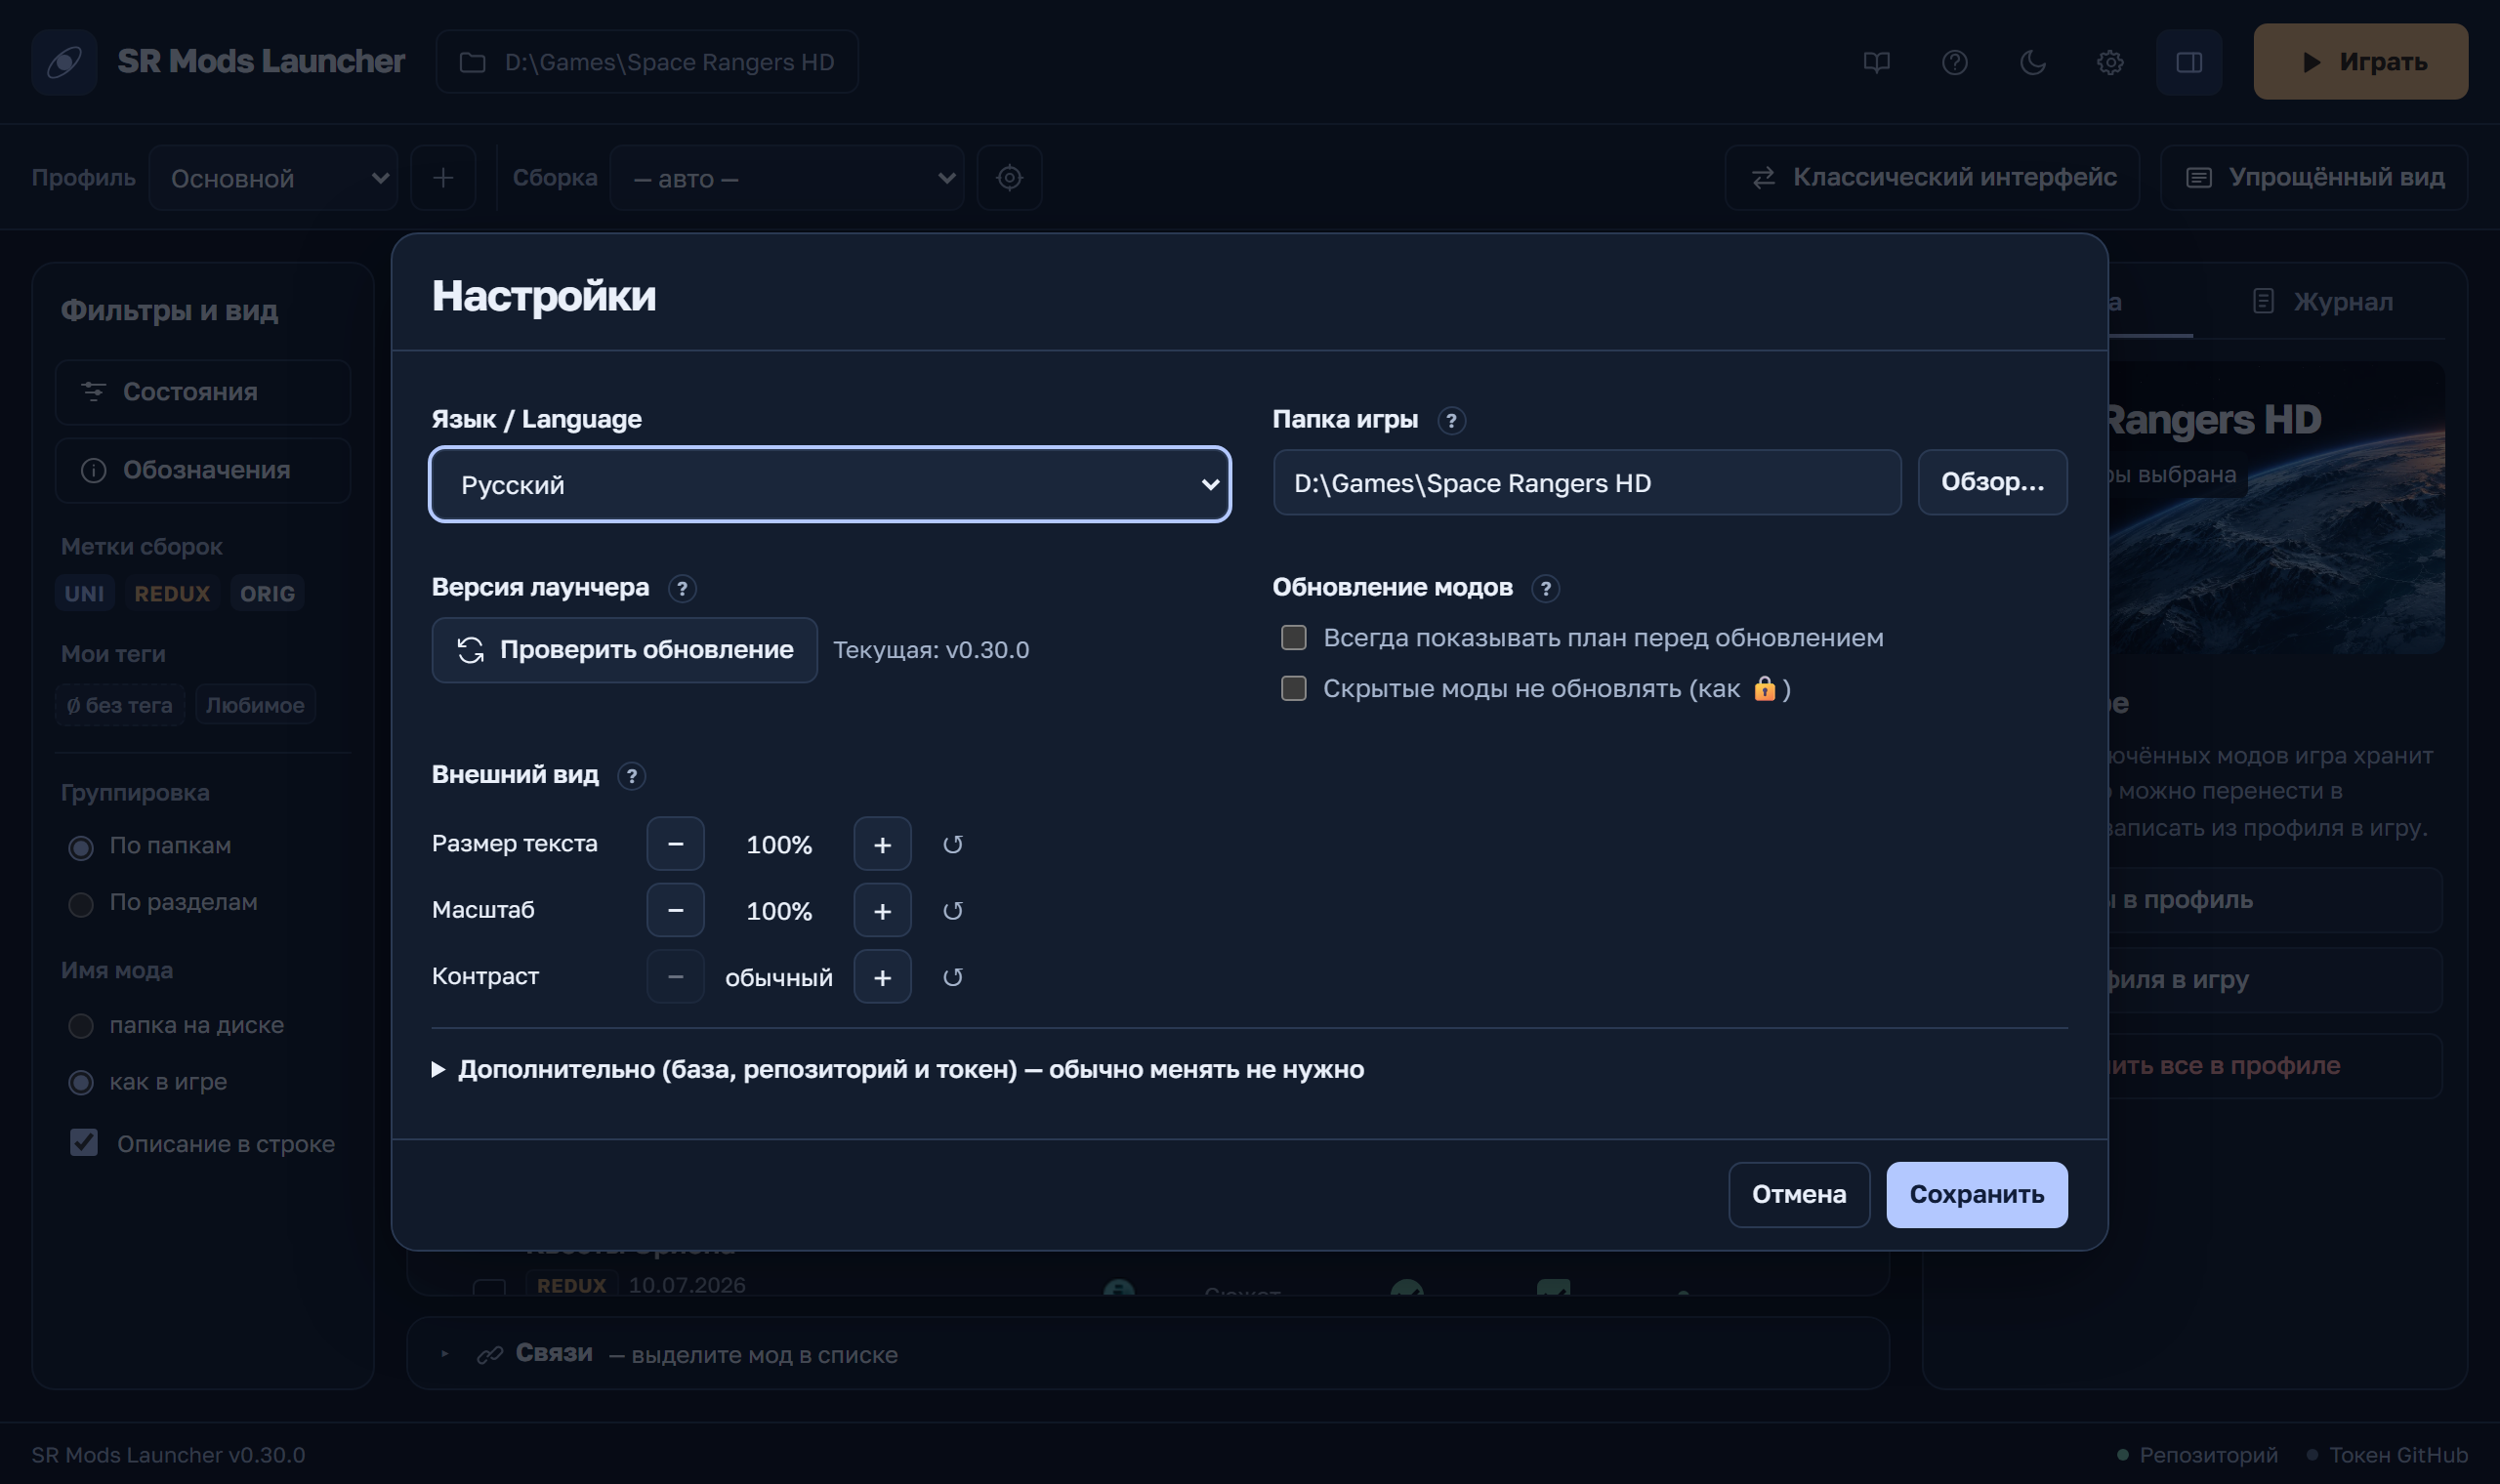 SR Mods Launcher
D:\Games\Space Rangers HD
Играть
Профиль
Основной
Сборка
— авто —
Классический интерфейс
Упрощённый вид
Фильтры и вид
Состояния
Обозначения
Метки сборок
UNI REDUX ORIG
Мои теги
Ø без тега
Любимое
Группировка
По папкам
По разделам
Имя мода
папка на диске
как в игре
Описание в строке
Настройки
Язык / Language
Русский
Папка игры ?
D:\Games\Space Rangers HD
Обзор...
Версия лаунчера ?
Проверить обновление
Текущая: v0.30.0
Обновление модов ?
Всегда показывать план перед обновлением
Скрытые моды не обновлять (как 🔒)
Внешний вид ?
Размер текста − 100% + ↺
Масштаб − 100% + ↺
Контраст − обычный + ↺
Дополнительно (база, репозиторий и токен) — обычно менять не нужно
Отмена
Сохранить
Журнал
Rangers HD
выбрана
модов игра хранит
можно перенести в
записать из профиля в игру.
в профиль
в игру
все в профиле
REDUX 10.07.2026
Связи — выделите мод в списке
SR Mods Launcher v0.30.0
Репозиторий
Токен GitHub